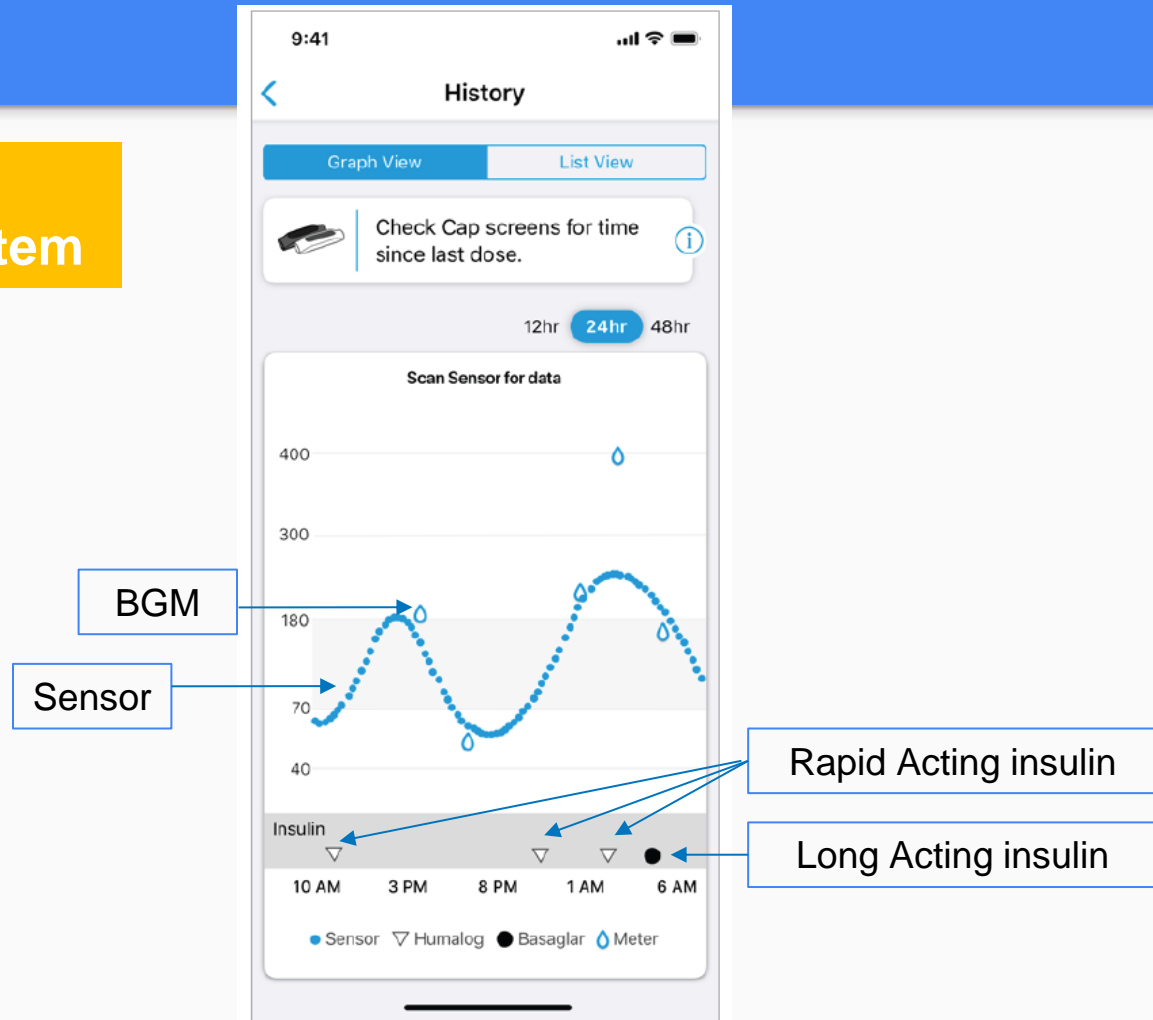 9:41
History
Graph View
List View
tem
Check Cap screens for time
since last dose.
i
12hr
24hr
48hr
Scan Sensor for data
400
300
BGM
180
Sensor
70
40
Rapid Acting insulin
Insulin
Long Acting insulin
10 AM
3 PM
8 PM
1 AM
6 AM
Sensor
Humalog
Basaglar
Meter